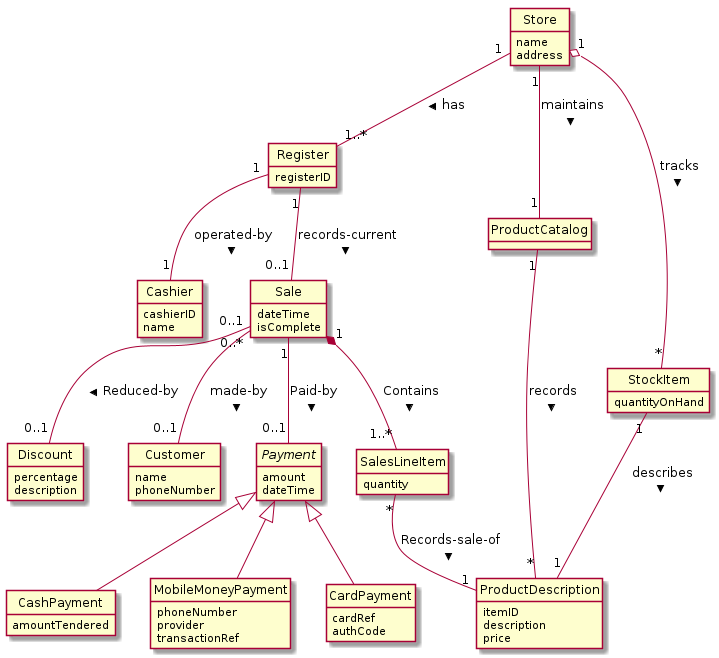 Store
name
address
1
1
1
◀ has
maintains
▼
1..*
tracks
▼
Register
registerID
1
1
1
ProductCatalog
operated-by
▼
records-current
▼
1
0..1
1
Cashier
cashierID
name
Sale
dateTime
isComplete
0..1
0..*
1
1
*
StockItem
quantityOnHand
◀ Reduced-by
made-by
▼
Paid-by
▼
Contains
▼
records
▼
0..1
0..1
0..1
1..*
1
Discount
percentage
description
Customer
name
phoneNumber
Payment
amount
dateTime
SalesLineItem
quantity
describes
▼
*
Records-sale-of
▼
1
*
1
CashPayment
amountTendered
MobileMoneyPayment
phoneNumber
provider
transactionRef
CardPayment
cardRef
authCode
ProductDescription
itemID
description
price